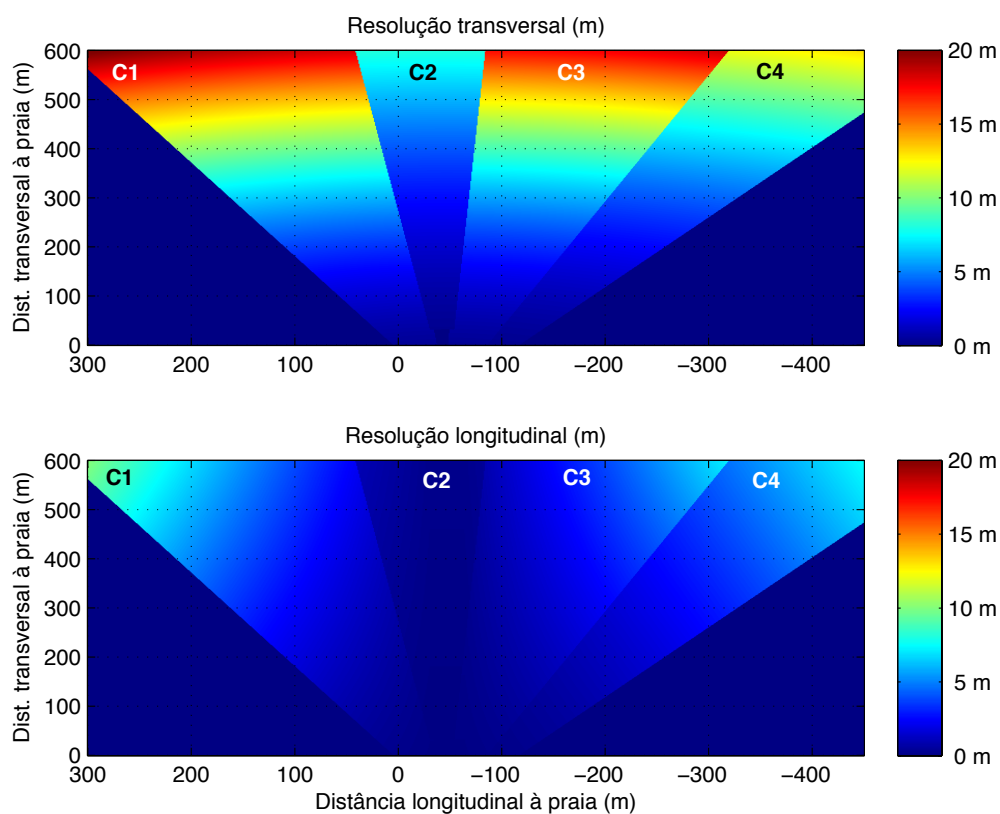 Resolução transversal (m)
Dist. transversal à praia (m)
600
500
400
300
200
100
0
C1
C2
C3
C4
300
200
100
0
−100
−200
−300
−400
20 m
15 m
10 m
5 m
0 m
Resolução longitudinal (m)
Dist. transversal à praia (m)
600
500
400
300
200
100
0
C1
C2
C3
C4
300
200
100
0
−100
−200
−300
−400
Distância longitudinal à praia (m)
20 m
15 m
10 m
5 m
0 m